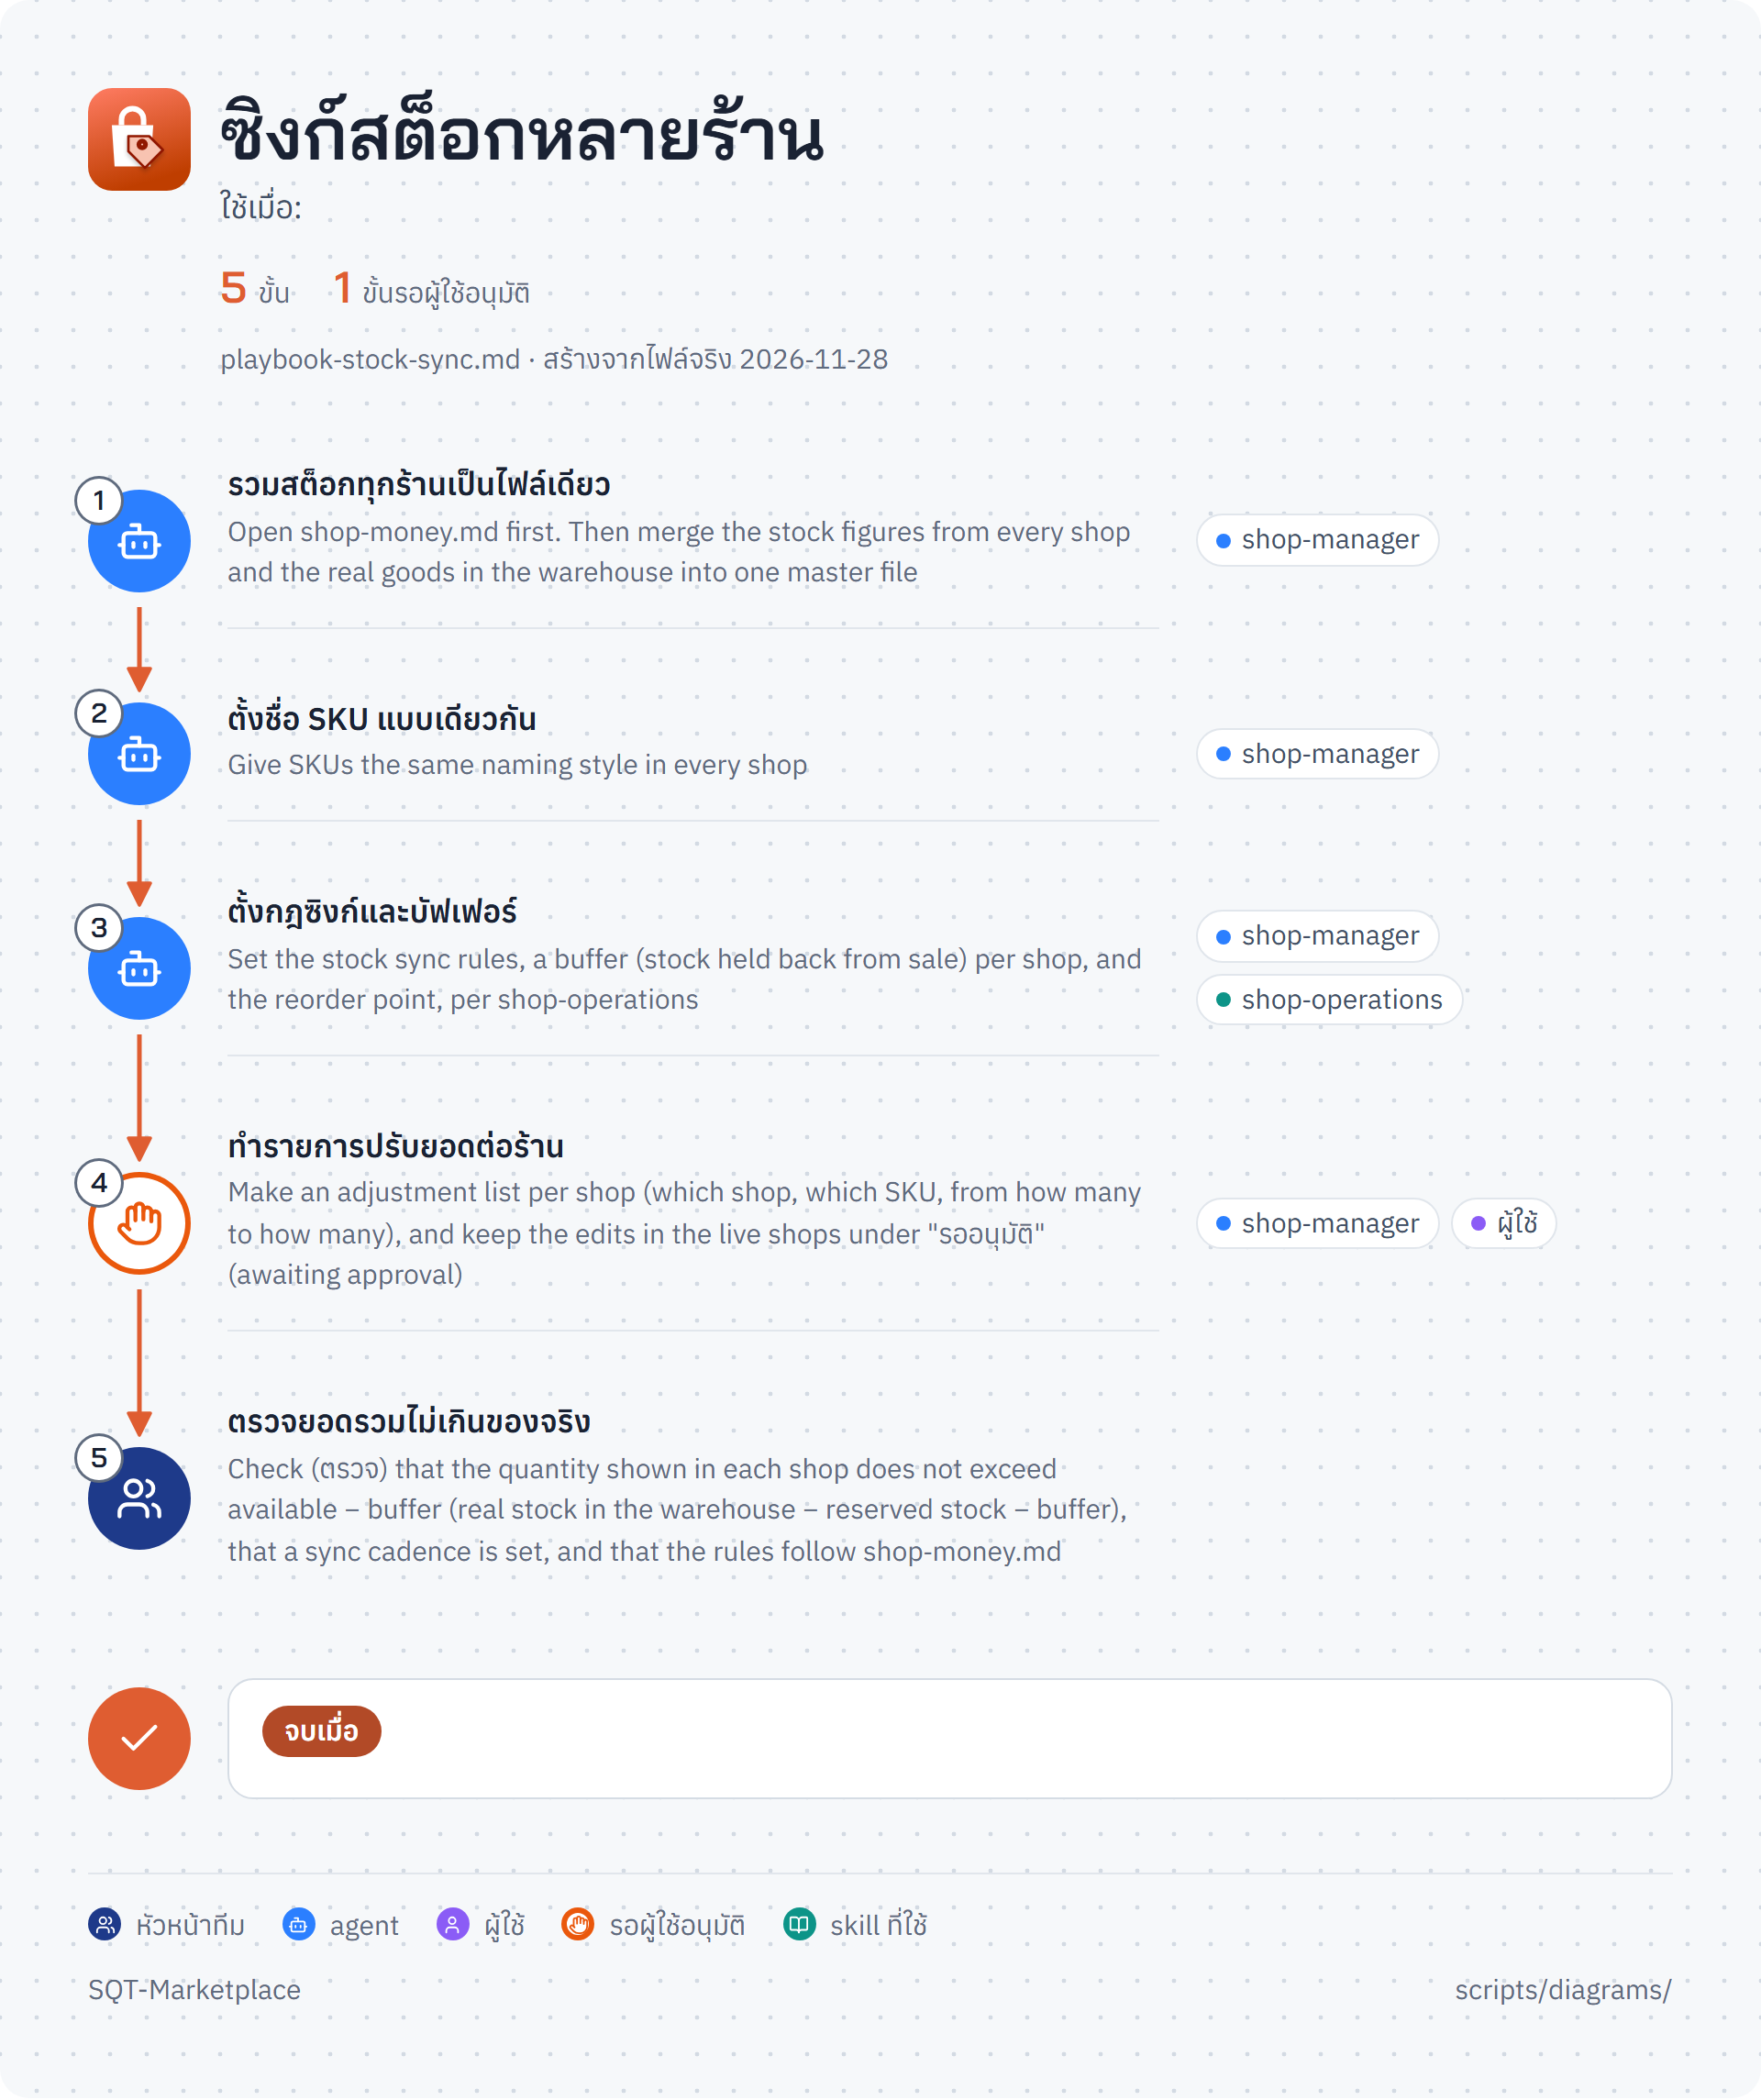 ซิงก์สต็อกหลายร้าน
ใช้เมื่อ:
5 ขั้น 1 ขั้นรอผู้ใช้อนุมัติ
playbook-stock-sync.md · สร้างจากไฟล์จริง 2026-11-28
1
รวมสต็อกทุกร้านเป็นไฟล์เดียว
Open shop-money.md first. Then merge the stock figures from every shop
and the real goods in the warehouse into one master file
shop-manager
2
ตั้งชื่อ SKU แบบเดียวกัน
Give SKUs the same naming style in every shop
shop-manager
3
ตั้งกฎซิงก์และบัฟเฟอร์
Set the stock sync rules, a buffer (stock held back from sale) per shop, and
the reorder point, per shop-operations
shop-manager
shop-operations
4
ทำรายการปรับยอดต่อร้าน
Make an adjustment list per shop (which shop, which SKU, from how many
to how many), and keep the edits in the live shops under "รออนุมัติ"
(awaiting approval)
shop-manager ผู้ใช้
5
ตรวจยอดรวมไม่เกินของจริง
Check (ตรวจ) that the quantity shown in each shop does not exceed
available – buffer (real stock in the warehouse – reserved stock – buffer),
that a sync cadence is set, and that the rules follow shop-money.md
จบเมื่อ
หัวหน้าทีม agent ผู้ใช้ รอผู้ใช้อนุมัติ skill ที่ใช้
SQT-Marketplace scripts/diagrams/